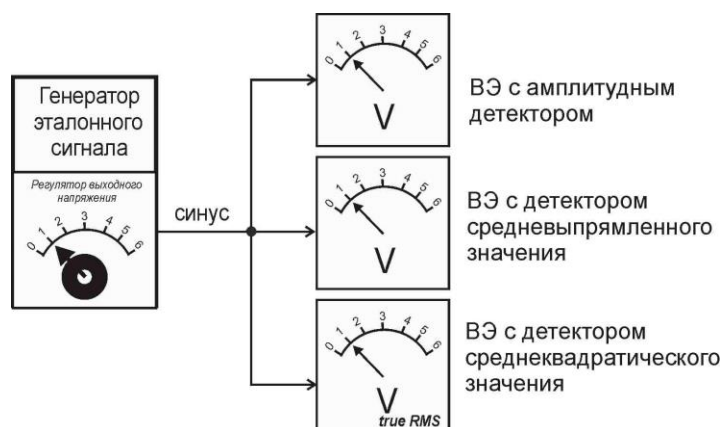 Генератор
эталонного
сигнала
Регулятор выходного
напряжения
0 1 2 3 4 5 6
синус
0 1 2 3 4 5 6
V
ВЭ с амплитудным
детектором
0 1 2 3 4 5 6
V
ВЭ с детектором
средневыпрямленного
значения
0 1 2 3 4 5 6
V
true RMS
ВЭ с детектором
среднеквадратического
значения